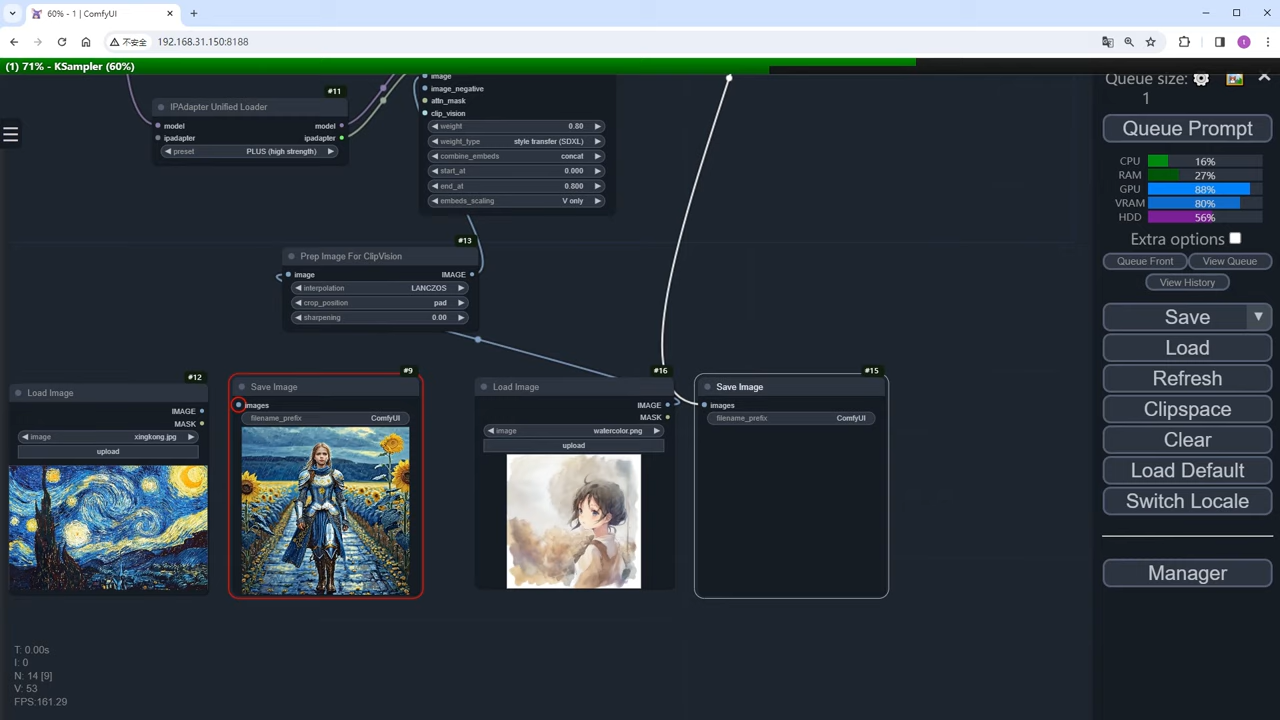 60% - 1 | ComfyUI
不安全
192.168.31.150:8188
(1) 71% - KSampler (60%)
#11
IPAdapter Unified Loader
model
model
ipadapter
ipadapter
preset
PLUS (high strength)
image
image_negative
attn_mask
clip_vision
weight
0.80
weight_type
style transfer (SDXL)
combine_embeds
concat
start_at
0.000
end_at
0.800
embeds_scaling
V only
#13
Prep Image For ClipVision
image
IMAGE
interpolation
LANCZOS
crop_position
pad
sharpening
0.00
#12
Load Image
IMAGE
MASK
image
xingkong.jpg
upload
#9
Save Image
images
filename_prefix
ComfyUI
#16
Load Image
IMAGE
MASK
image
watercolor.png
upload
#15
Save Image
images
filename_prefix
ComfyUI
Queue size:
1
Queue Prompt
CPU
16%
RAM
27%
GPU
88%
VRAM
80%
HDD
56%
Extra options
Queue Front
View Queue
View History
Save
Load
Refresh
Clipspace
Clear
Load Default
Switch Locale
Manager
T: 0.00s
I: 0
N: 14 [9]
V: 53
FPS:161.29